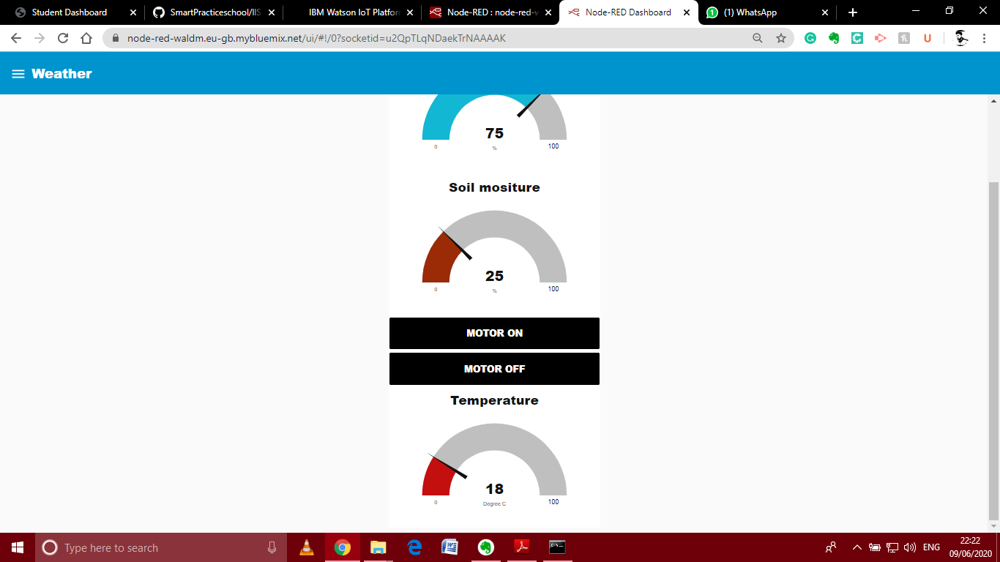 Student Dashboard
SmartPracticeschool/IIS
IBM Watson IoT Platfor
Node-RED : node-red-w
Node-RED Dashboard
(1) WhatsApp
node-red-waldm.eu-gb.mybluemix.net/ui/#!/0?socketid=u2QpTLqNDaekTrNAAAAK
Weather
75
0
%
100
Soil mositure
25
0
%
100
MOTOR ON
MOTOR OFF
Temperature
18
0
Degree C
100
Type here to search
ENG
22:22
09/06/2020